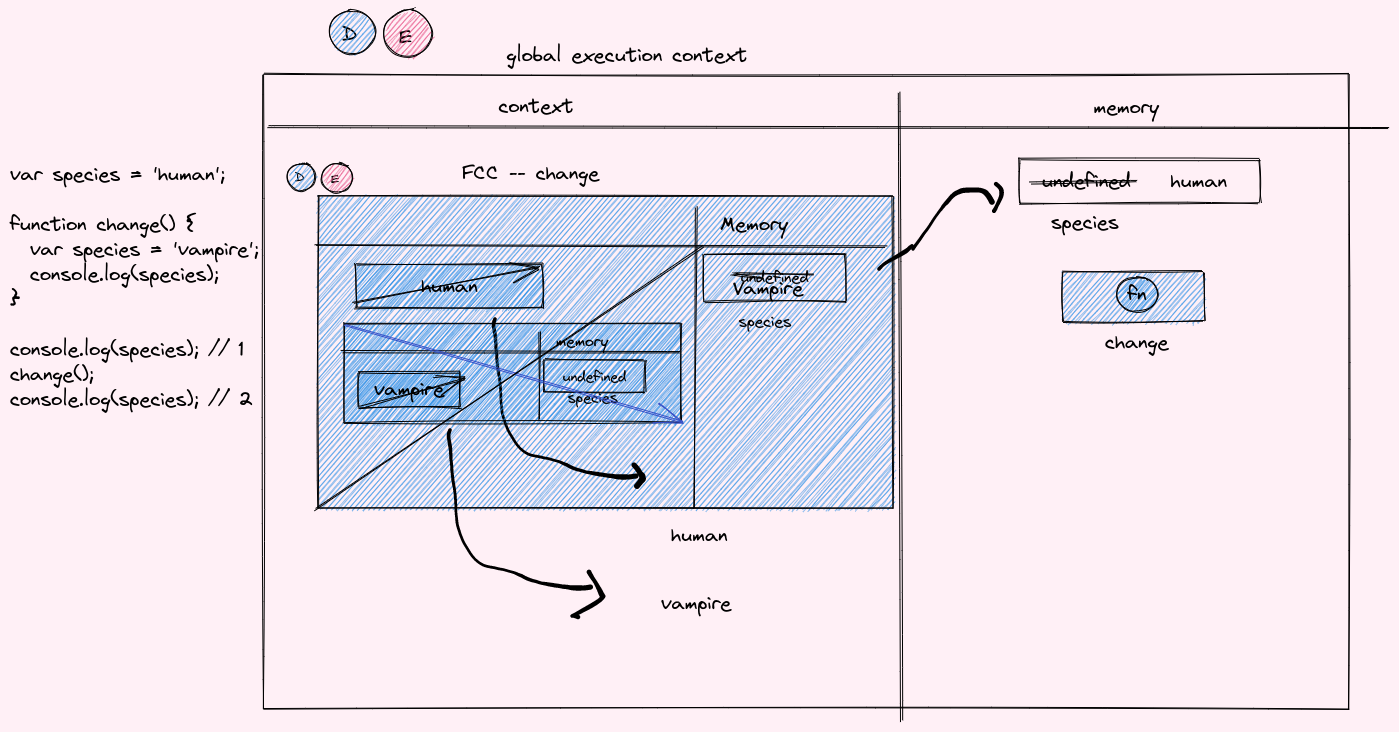 D E
global execution context
context
memory
var species = 'human';
function change() {
var species = 'vampire';
console.log(species);
}
console.log(species); // 1
change();
console.log(species); // 2
D E
FCC -- change
Memory
human
undefined
Vampire
species
memory
vampire
undefined
species
human
vampire
undefined human
species
fn
change